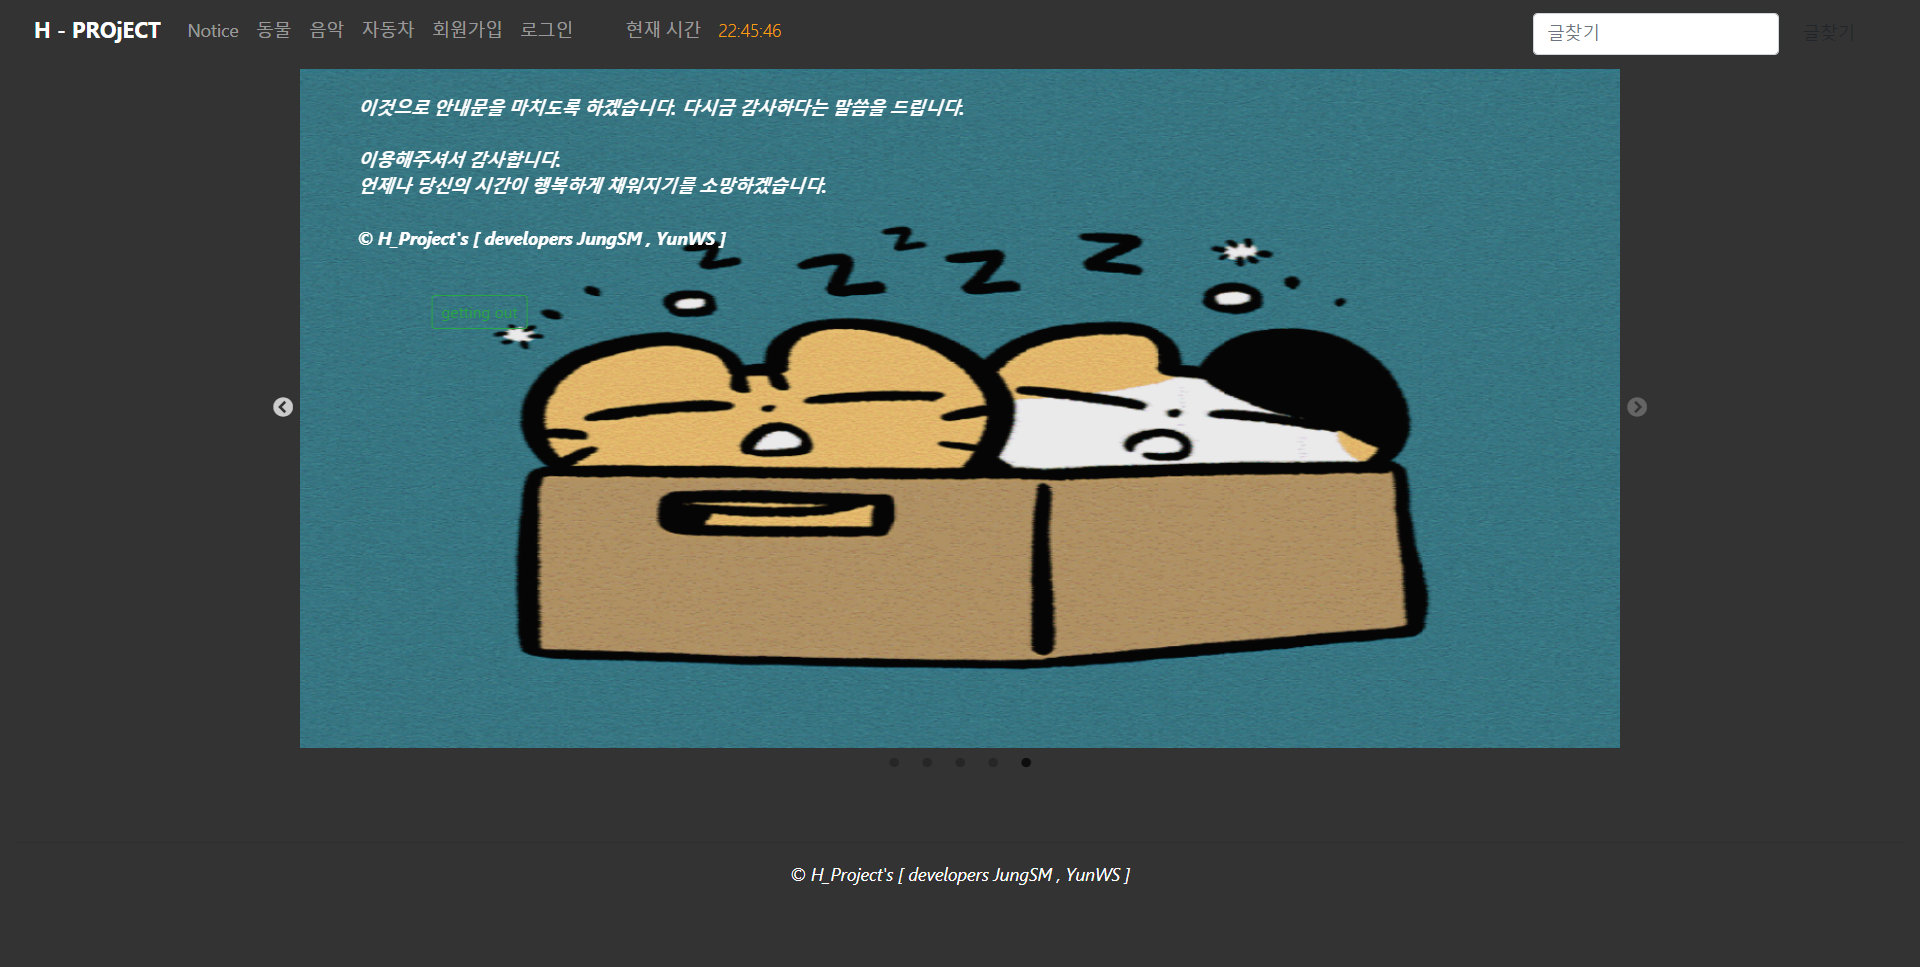 H - PROjECT Notice 동물 음악 자동차 회원가입 로그인 현재 시간 22:45:46 글찾기 글찾기
이것으로 안내문을 마치도록 하겠습니다. 다시금 감사하다는 말씀을 드립니다.
이용해주셔서 감사합니다.
언제나 당신의 시간이 행복하게 채워지기를 소망하겠습니다.
© H_Project's [ developers JungSM , YunWS ]
z z z z z
getting out
© H_Project's [ developers JungSM , YunWS ]